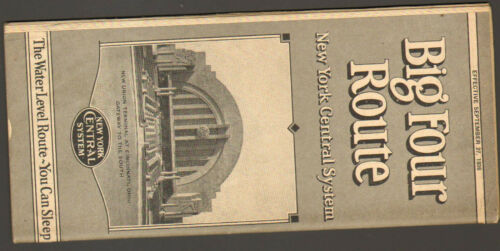 EFFECTIVE SEPTEMBER 27, 1936
Big Four
Route
New York Central System
NEW UNION TERMINAL AT CINCINNATI, OHIO
GATEWAY TO THE SOUTH
NEW YORK
CENTRAL
SYSTEM
The Water Level Route~You Can Sleep